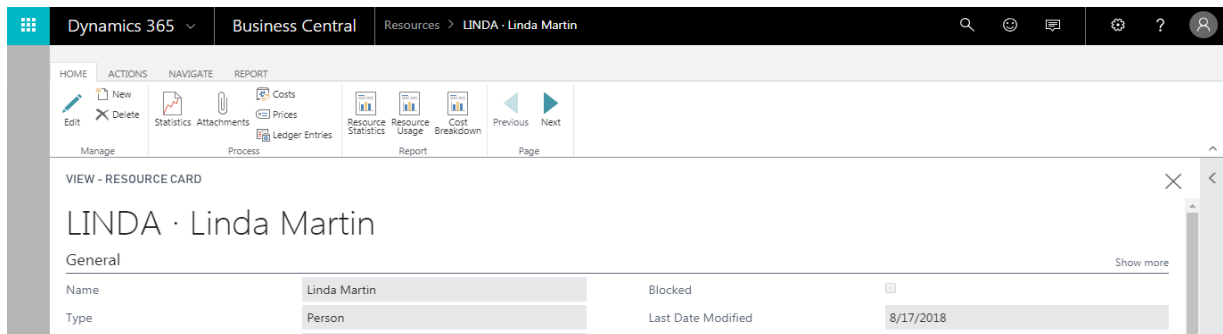 Dynamics 365 Business Central Resources > LINDA · Linda Martin ?
HOME ACTIONS NAVIGATE REPORT
Edit
New
Delete
Manage
Statistics
Attachments
Costs
Prices
Ledger Entries
Process
Resource Statistics
Resource Usage
Cost Breakdown
Report
Previous
Next
Page
VIEW - RESOURCE CARD
LINDA · Linda Martin
General Show more
Name Linda Martin Blocked
Type Person Last Date Modified 8/17/2018